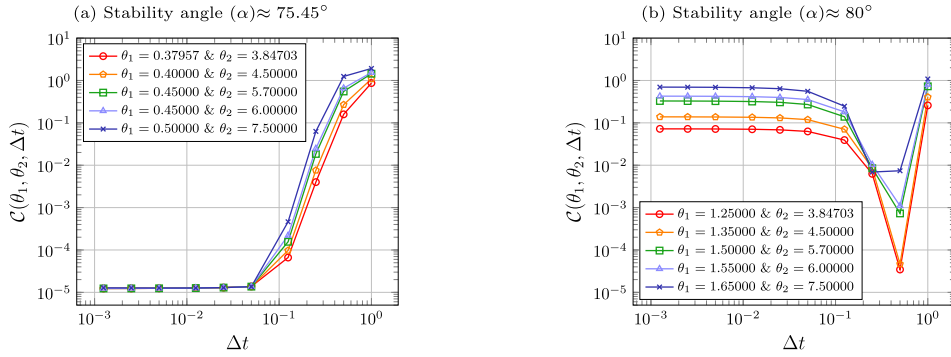 (a) Stability angle (α)≈ 75.45°
10^1
10^0
10^−1
10^−2
10^−3
10^−4
10^−5
C(θ1, θ2, Δt)
θ1 = 0.37957 & θ2 = 3.84703
θ1 = 0.40000 & θ2 = 4.50000
θ1 = 0.45000 & θ2 = 5.70000
θ1 = 0.45000 & θ2 = 6.00000
θ1 = 0.50000 & θ2 = 7.50000
10^−3 10^−2 10^−1 10^0
Δt
(b) Stability angle (α)≈ 80°
10^1
10^0
10^−1
10^−2
10^−3
10^−4
10^−5
C(θ1, θ2, Δt)
θ1 = 1.25000 & θ2 = 3.84703
θ1 = 1.35000 & θ2 = 4.50000
θ1 = 1.50000 & θ2 = 5.70000
θ1 = 1.55000 & θ2 = 6.00000
θ1 = 1.65000 & θ2 = 7.50000
10^−3 10^−2 10^−1 10^0
Δt